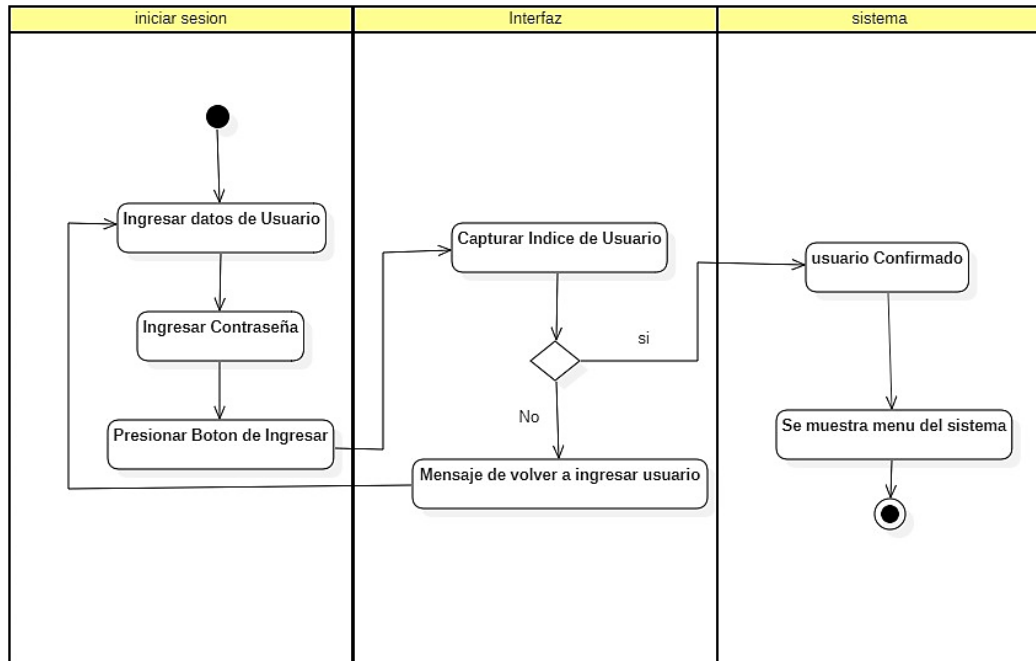 iniciar sesion
Interfaz
sistema
Ingresar datos de Usuario
Ingresar Contraseña
Presionar Boton de Ingresar
Capturar Indice de Usuario
si
No
Mensaje de volver a ingresar usuario
usuario Confirmado
Se muestra menu del sistema